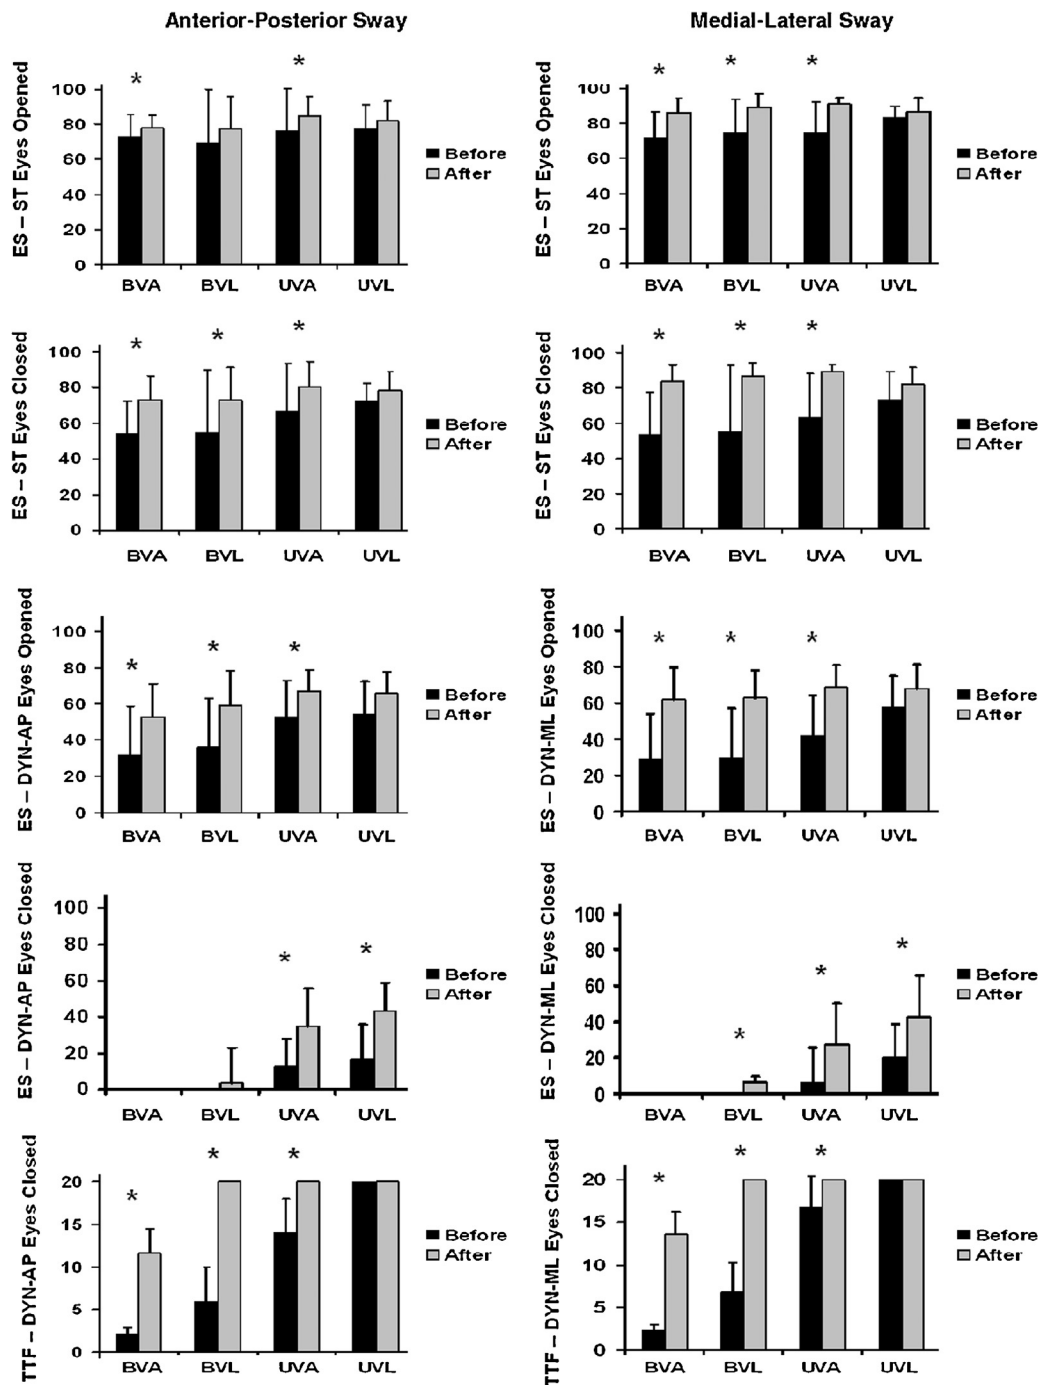 Anterior-Posterior Sway
Medial-Lateral Sway
ES – ST Eyes Opened
100
80
60
40
20
0
* *
BVA BVL UVA UVL
Before
After
ES – ST Eyes Opened
100
80
60
40
20
0
* * *
BVA BVL UVA UVL
Before
After
ES – ST Eyes Closed
100
80
60
40
20
0
* * *
BVA BVL UVA UVL
Before
After
ES – ST Eyes Closed
100
80
60
40
20
0
* * *
BVA BVL UVA UVL
Before
After
ES – DYN-AP Eyes Opened
100
80
60
40
20
0
* * *
BVA BVL UVA UVL
Before
After
ES – DYN-ML Eyes Opened
100
80
60
40
20
0
* * *
BVA BVL UVA UVL
Before
After
ES – DYN-AP Eyes Closed
100
80
60
40
20
0
* *
BVA BVL UVA UVL
Before
After
ES – DYN-ML Eyes Closed
100
80
60
40
20
0
* * *
BVA BVL UVA UVL
Before
After
TTF – DYN-AP Eyes Closed
20
15
10
5
0
* * *
BVA BVL UVA UVL
Before
After
TTF – DYN-ML Eyes Closed
20
15
10
5
0
* * *
BVA BVL UVA UVL
Before
After